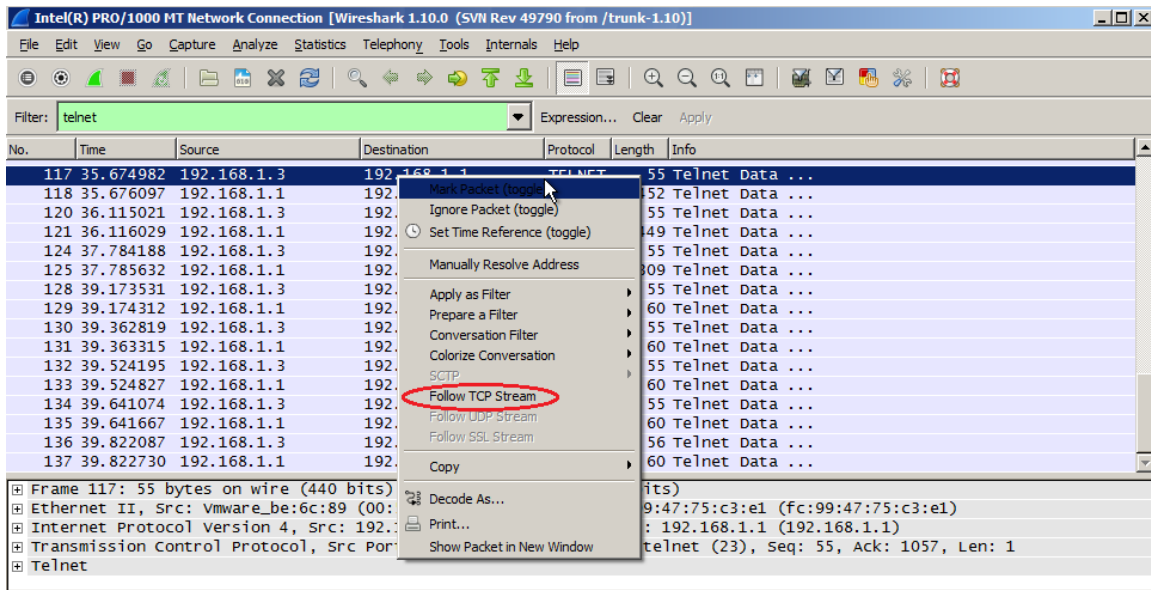 Intel(R) PRO/1000 MT Network Connection [Wireshark 1.10.0 (SVN Rev 49790 from /trunk-1.10)]
File Edit View Go Capture Analyze Statistics Telephony Tools Internals Help
Filter: telnet Expression... Clear Apply
No. Time Source Destination Protocol Length Info
117 35.674982 192.168.1.3 192.168.1.1 TELNET 55 Telnet Data ...
118 35.676097 192.168.1.1 192. 452 Telnet Data ...
120 36.115021 192.168.1.3 192. 55 Telnet Data ...
121 36.116029 192.168.1.1 192. 449 Telnet Data ...
124 37.784188 192.168.1.3 192. 55 Telnet Data ...
125 37.785632 192.168.1.1 192. 309 Telnet Data ...
128 39.173531 192.168.1.3 192. 55 Telnet Data ...
129 39.174312 192.168.1.1 192. 60 Telnet Data ...
130 39.362819 192.168.1.3 192. 55 Telnet Data ...
131 39.363315 192.168.1.1 192. 60 Telnet Data ...
132 39.524195 192.168.1.3 192. 55 Telnet Data ...
133 39.524827 192.168.1.1 192. 60 Telnet Data ...
134 39.641074 192.168.1.3 192. 55 Telnet Data ...
135 39.641667 192.168.1.1 192. 60 Telnet Data ...
136 39.822087 192.168.1.3 192. 56 Telnet Data ...
137 39.822730 192.168.1.1 192. 60 Telnet Data ...
Mark Packet (toggle)
Ignore Packet (toggle)
Set Time Reference (toggle)
Manually Resolve Address
Apply as Filter
Prepare a Filter
Conversation Filter
Colorize Conversation
SCTP
Follow TCP Stream
Follow UDP Stream
Follow SSL Stream
Copy
Decode As...
Print...
Show Packet in New Window
Frame 117: 55 bytes on wire (440 bits) its)
Ethernet II, Src: Vmware_be:6c:89 (00: 9:47:75:c3:e1 (fc:99:47:75:c3:e1)
Internet Protocol Version 4, Src: 192. : 192.168.1.1 (192.168.1.1)
Transmission Control Protocol, Src Por telnet (23), Seq: 55, Ack: 1057, Len: 1
Telnet